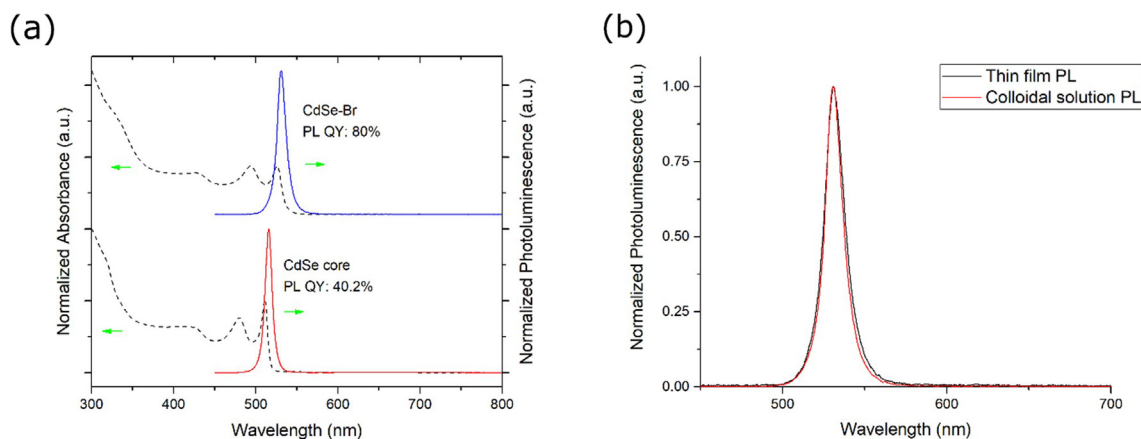 (a)
Normalized Absorbance (a.u.)
CdSe-Br
PL QY: 80%
CdSe core
PL QY: 40.2%
Normalized Photoluminescence (a.u.)
300 400 500 600 700 800
Wavelength (nm)
(b)
Normalized Photoluminescence (a.u.)
1.00
0.75
0.50
0.25
0.00
Thin film PL
Colloidal solution PL
500 600 700
Wavelength (nm)